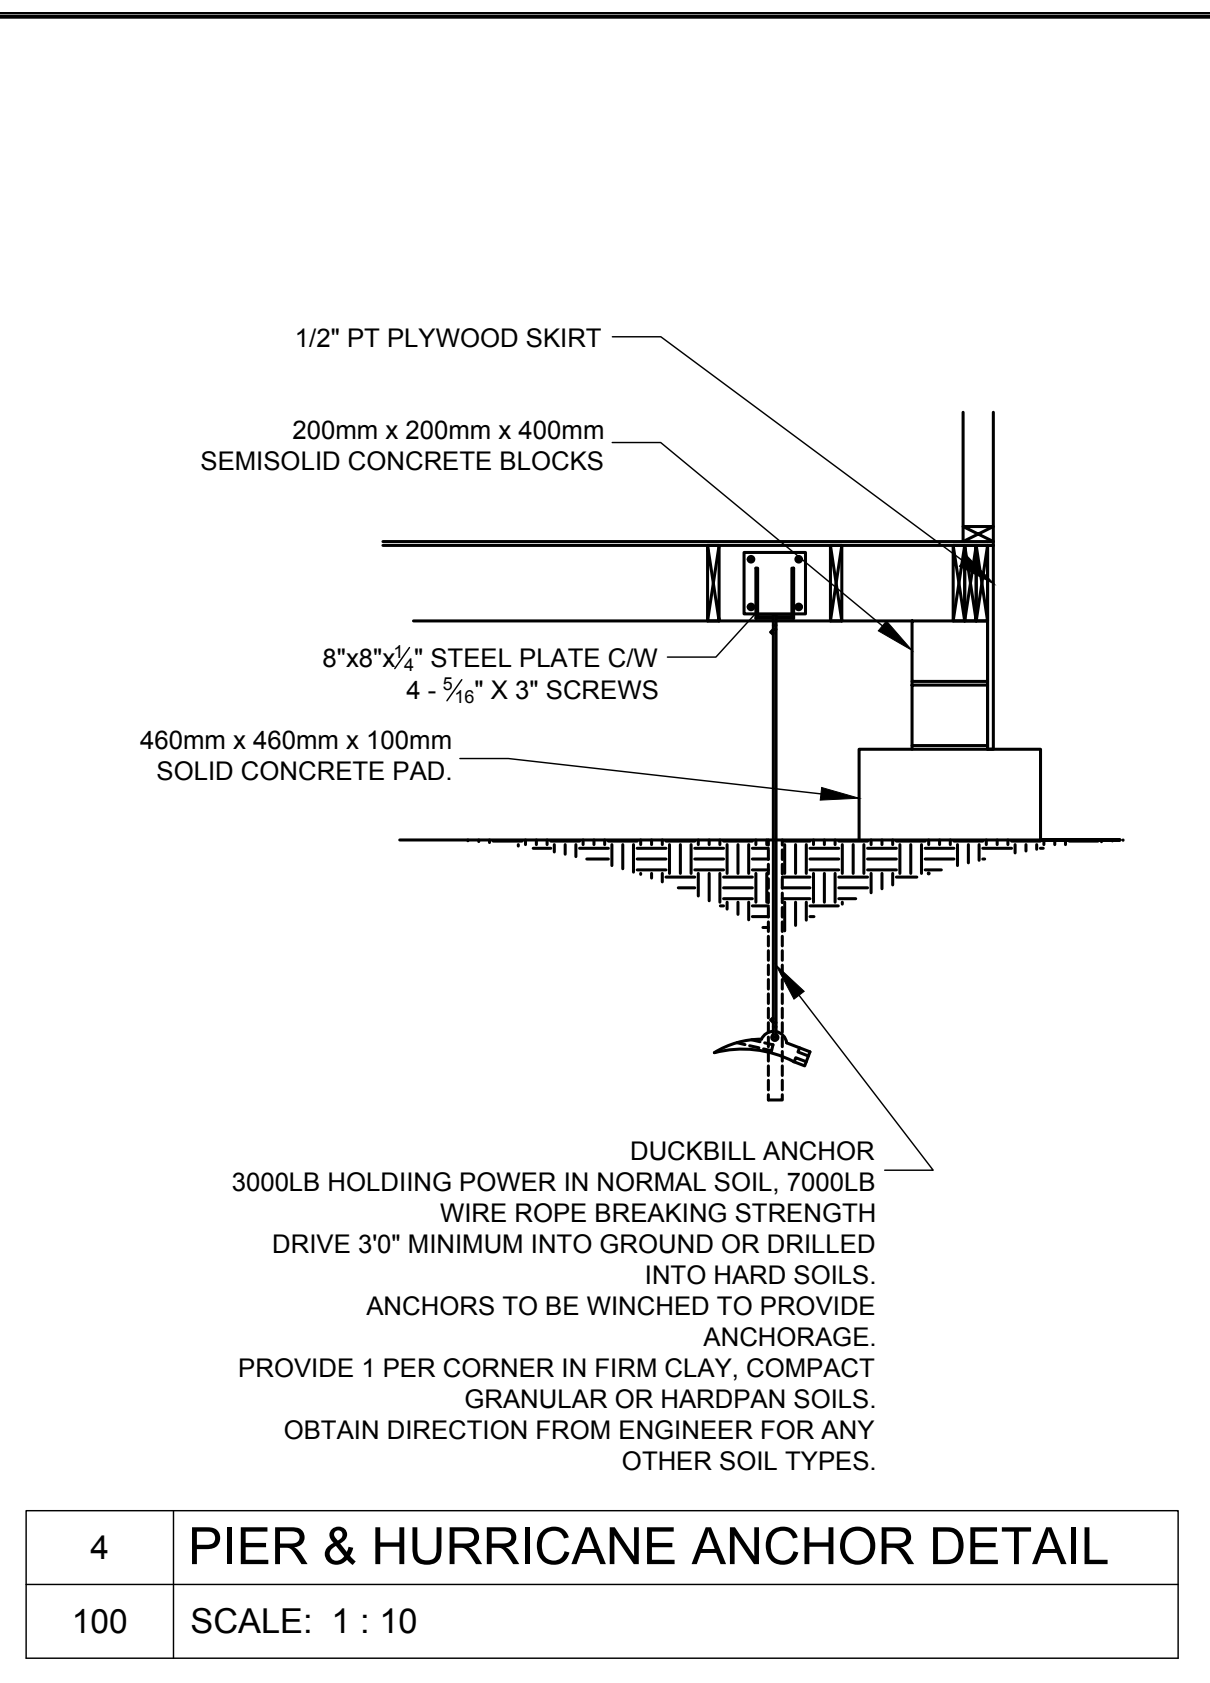 1/2" PT PLYWOOD SKIRT
200mm x 200mm x 400mm
SEMISOLID CONCRETE BLOCKS
8"x8"x1⁄4" STEEL PLATE C/W
4 - 5⁄16" X 3" SCREWS
460mm x 460mm x 100mm
SOLID CONCRETE PAD.
DUCKBILL ANCHOR
3000LB HOLDIING POWER IN NORMAL SOIL, 7000LB
WIRE ROPE BREAKING STRENGTH
DRIVE 3'0" MINIMUM INTO GROUND OR DRILLED
INTO HARD SOILS.
ANCHORS TO BE WINCHED TO PROVIDE
ANCHORAGE.
PROVIDE 1 PER CORNER IN FIRM CLAY, COMPACT
GRANULAR OR HARDPAN SOILS.
OBTAIN DIRECTION FROM ENGINEER FOR ANY
OTHER SOIL TYPES.
4 PIER & HURRICANE ANCHOR DETAIL
100 SCALE: 1 : 10